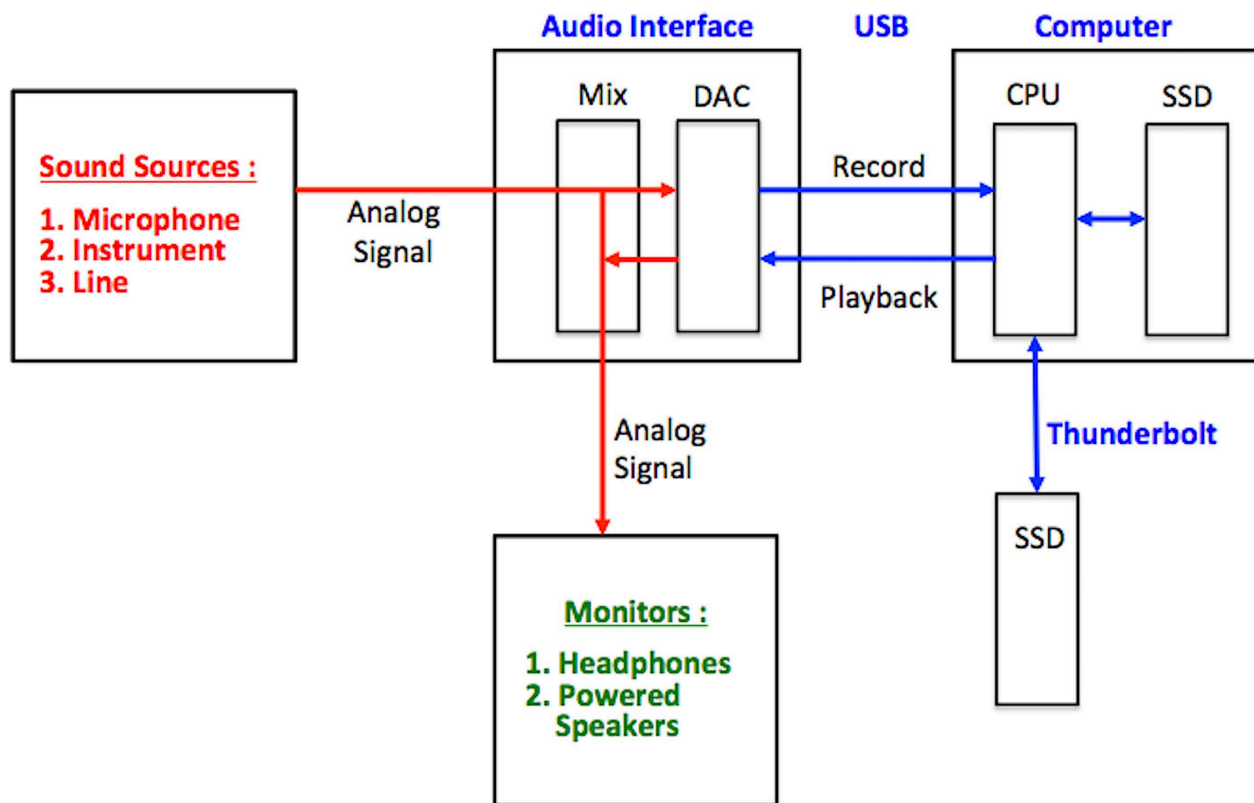 Audio Interface
USB
Computer
Mix
DAC
CPU
SSD
Sound Sources :
1. Microphone
2. Instrument
3. Line
Analog
Signal
Record
Playback
Analog
Signal
Thunderbolt
SSD
Monitors :
1. Headphones
2. Powered
Speakers